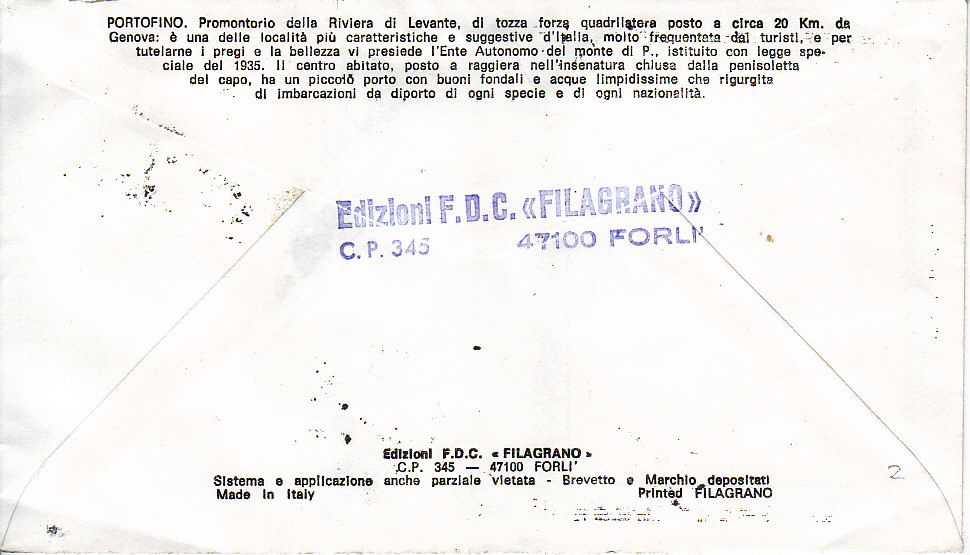 PORTOFINO. Promontorio della Riviera di Levante, di tozza forza quadrilatera posto a circa 20 Km. da
Genova: è una delle località più caratteristiche e suggestive d'Italia, molto frequentata dai turisti, e per
tutelarne i pregi e la bellezza vi presiede l'Ente Autonomo del monte di P., istituito con legge spe-
ciale del 1935. Il centro abitato, posto a raggiera nell'insenatura chiusa dalla penisoletta
del capo, ha un piccolo porto con buoni fondali e acque limpidissime che rigurgita
di imbarcazioni da diporto di ogni specie e di ogni nazionalità.
Edizioni F.D.C. «FILAGRANO»
C.P. 345 47100 FORLI'
Edizioni F.D.C. « FILAGRANO »
C.P. 345 — 47100 FORLI'
Sistema e applicazione anche parziale vietata - Brevetto e Marchio depositati
Made in Italy Printed FILAGRANO
2